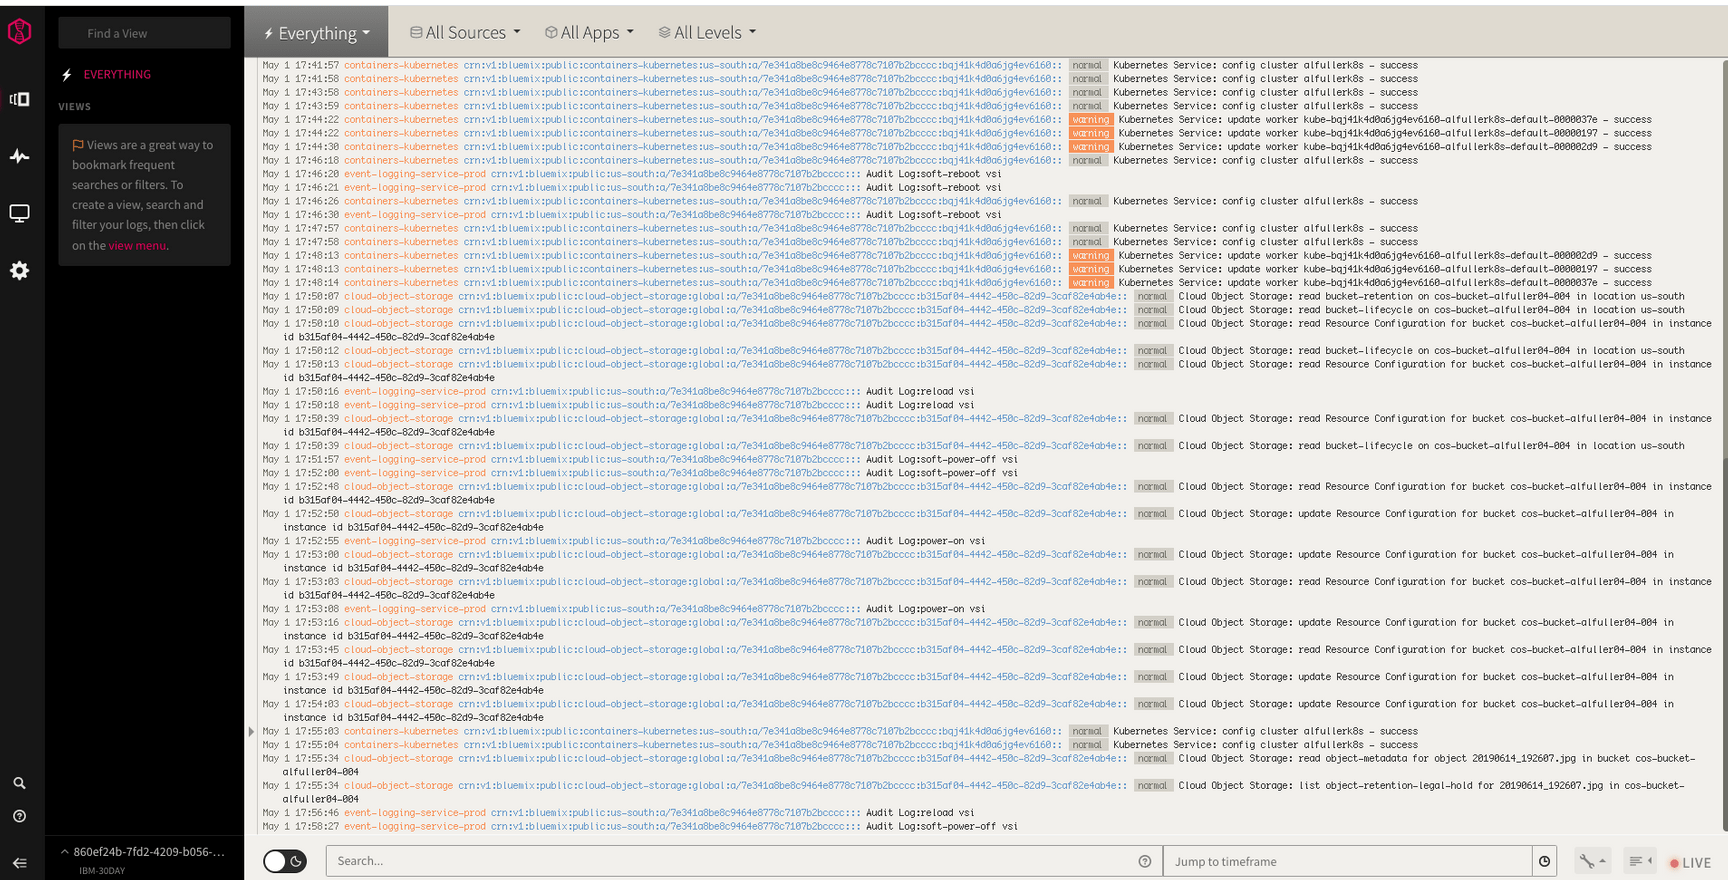 Find a View
EVERYTHING
VIEWS
Views are a great way to
bookmark frequent
searches or filters. To
create a view, search and
filter your logs, then click
on the view menu.
860ef24b-7fd2-4209-b056-...
IBM-30DAY
Everything All Sources All Apps All Levels
May 1 17:41:57 containers-kubernetes crn:v1:bluemix:public:containers-kubernetes:us-south:a/7e341a8be8c9464e8778c7107b2bcccc:bqj41k4d0a6jg4ev6160:: normal Kubernetes Service: config cluster alfullerk8s - success
May 1 17:41:58 containers-kubernetes crn:v1:bluemix:public:containers-kubernetes:us-south:a/7e341a8be8c9464e8778c7107b2bcccc:bqj41k4d0a6jg4ev6160:: normal Kubernetes Service: config cluster alfullerk8s - success
May 1 17:43:58 containers-kubernetes crn:v1:bluemix:public:containers-kubernetes:us-south:a/7e341a8be8c9464e8778c7107b2bcccc:bqj41k4d0a6jg4ev6160:: normal Kubernetes Service: config cluster alfullerk8s - success
May 1 17:43:59 containers-kubernetes crn:v1:bluemix:public:containers-kubernetes:us-south:a/7e341a8be8c9464e8778c7107b2bcccc:bqj41k4d0a6jg4ev6160:: normal Kubernetes Service: config cluster alfullerk8s - success
May 1 17:44:22 containers-kubernetes crn:v1:bluemix:public:containers-kubernetes:us-south:a/7e341a8be8c9464e8778c7107b2bcccc:bqj41k4d0a6jg4ev6160:: warning Kubernetes Service: update worker kube-bqj41k4d0a6jg4ev6160-alfullerk8s-default-0000037e - success
May 1 17:44:22 containers-kubernetes crn:v1:bluemix:public:containers-kubernetes:us-south:a/7e341a8be8c9464e8778c7107b2bcccc:bqj41k4d0a6jg4ev6160:: warning Kubernetes Service: update worker kube-bqj41k4d0a6jg4ev6160-alfullerk8s-default-00000197 - success
May 1 17:44:30 containers-kubernetes crn:v1:bluemix:public:containers-kubernetes:us-south:a/7e341a8be8c9464e8778c7107b2bcccc:bqj41k4d0a6jg4ev6160:: warning Kubernetes Service: update worker kube-bqj41k4d0a6jg4ev6160-alfullerk8s-default-000002d9 - success
May 1 17:46:18 containers-kubernetes crn:v1:bluemix:public:containers-kubernetes:us-south:a/7e341a8be8c9464e8778c7107b2bcccc:bqj41k4d0a6jg4ev6160:: normal Kubernetes Service: config cluster alfullerk8s - success
May 1 17:46:20 event-logging-service-prod crn:v1:bluemix:public:us-south:a/7e341a8be8c9464e8778c7107b2bcccc::: Audit Log:soft-reboot vsi
May 1 17:46:21 event-logging-service-prod crn:v1:bluemix:public:us-south:a/7e341a8be8c9464e8778c7107b2bcccc::: Audit Log:soft-reboot vsi
May 1 17:46:26 containers-kubernetes crn:v1:bluemix:public:containers-kubernetes:us-south:a/7e341a8be8c9464e8778c7107b2bcccc:bqj41k4d0a6jg4ev6160:: normal Kubernetes Service: config cluster alfullerk8s - success
May 1 17:46:30 event-logging-service-prod crn:v1:bluemix:public:us-south:a/7e341a8be8c9464e8778c7107b2bcccc::: Audit Log:soft-reboot vsi
May 1 17:47:57 containers-kubernetes crn:v1:bluemix:public:containers-kubernetes:us-south:a/7e341a8be8c9464e8778c7107b2bcccc:bqj41k4d0a6jg4ev6160:: normal Kubernetes Service: config cluster alfullerk8s - success
May 1 17:47:58 containers-kubernetes crn:v1:bluemix:public:containers-kubernetes:us-south:a/7e341a8be8c9464e8778c7107b2bcccc:bqj41k4d0a6jg4ev6160:: normal Kubernetes Service: config cluster alfullerk8s - success
May 1 17:48:13 containers-kubernetes crn:v1:bluemix:public:containers-kubernetes:us-south:a/7e341a8be8c9464e8778c7107b2bcccc:bqj41k4d0a6jg4ev6160:: warning Kubernetes Service: update worker kube-bqj41k4d0a6jg4ev6160-alfullerk8s-default-000002d9 - success
May 1 17:48:13 containers-kubernetes crn:v1:bluemix:public:containers-kubernetes:us-south:a/7e341a8be8c9464e8778c7107b2bcccc:bqj41k4d0a6jg4ev6160:: warning Kubernetes Service: update worker kube-bqj41k4d0a6jg4ev6160-alfullerk8s-default-00000197 - success
May 1 17:48:14 containers-kubernetes crn:v1:bluemix:public:containers-kubernetes:us-south:a/7e341a8be8c9464e8778c7107b2bcccc:bqj41k4d0a6jg4ev6160:: warning Kubernetes Service: update worker kube-bqj41k4d0a6jg4ev6160-alfullerk8s-default-0000037e - success
May 1 17:50:07 cloud-object-storage crn:v1:bluemix:public:cloud-object-storage:global:a/7e341a8be8c9464e8778c7107b2bcccc:b315af04-4442-450c-82d9-3caf82e4ab4e:: normal Cloud Object Storage: read bucket-retention on cos-bucket-alfuller04-004 in location us-south
May 1 17:50:09 cloud-object-storage crn:v1:bluemix:public:cloud-object-storage:global:a/7e341a8be8c9464e8778c7107b2bcccc:b315af04-4442-450c-82d9-3caf82e4ab4e:: normal Cloud Object Storage: read bucket-lifecycle on cos-bucket-alfuller04-004 in location us-south
May 1 17:50:10 cloud-object-storage crn:v1:bluemix:public:cloud-object-storage:global:a/7e341a8be8c9464e8778c7107b2bcccc:b315af04-4442-450c-82d9-3caf82e4ab4e:: normal Cloud Object Storage: read Resource Configuration for bucket cos-bucket-alfuller04-004 in instance
id b315af04-4442-450c-82d9-3caf82e4ab4e
May 1 17:50:12 cloud-object-storage crn:v1:bluemix:public:cloud-object-storage:global:a/7e341a8be8c9464e8778c7107b2bcccc:b315af04-4442-450c-82d9-3caf82e4ab4e:: normal Cloud Object Storage: read bucket-lifecycle on cos-bucket-alfuller04-004 in location us-south
May 1 17:50:13 cloud-object-storage crn:v1:bluemix:public:cloud-object-storage:global:a/7e341a8be8c9464e8778c7107b2bcccc:b315af04-4442-450c-82d9-3caf82e4ab4e:: normal Cloud Object Storage: read Resource Configuration for bucket cos-bucket-alfuller04-004 in instance
id b315af04-4442-450c-82d9-3caf82e4ab4e
May 1 17:50:16 event-logging-service-prod crn:v1:bluemix:public:us-south:a/7e341a8be8c9464e8778c7107b2bcccc::: Audit Log:reload vsi
May 1 17:50:18 event-logging-service-prod crn:v1:bluemix:public:us-south:a/7e341a8be8c9464e8778c7107b2bcccc::: Audit Log:reload vsi
May 1 17:50:39 cloud-object-storage crn:v1:bluemix:public:cloud-object-storage:global:a/7e341a8be8c9464e8778c7107b2bcccc:b315af04-4442-450c-82d9-3caf82e4ab4e:: normal Cloud Object Storage: read Resource Configuration for bucket cos-bucket-alfuller04-004 in instance
id b315af04-4442-450c-82d9-3caf82e4ab4e
May 1 17:50:39 cloud-object-storage crn:v1:bluemix:public:cloud-object-storage:global:a/7e341a8be8c9464e8778c7107b2bcccc:b315af04-4442-450c-82d9-3caf82e4ab4e:: normal Cloud Object Storage: read bucket-lifecycle on cos-bucket-alfuller04-004 in location us-south
May 1 17:51:57 event-logging-service-prod crn:v1:bluemix:public:us-south:a/7e341a8be8c9464e8778c7107b2bcccc::: Audit Log:soft-power-off vsi
May 1 17:52:00 event-logging-service-prod crn:v1:bluemix:public:us-south:a/7e341a8be8c9464e8778c7107b2bcccc::: Audit Log:soft-power-off vsi
May 1 17:52:48 cloud-object-storage crn:v1:bluemix:public:cloud-object-storage:global:a/7e341a8be8c9464e8778c7107b2bcccc:b315af04-4442-450c-82d9-3caf82e4ab4e:: normal Cloud Object Storage: read Resource Configuration for bucket cos-bucket-alfuller04-004 in instance
id b315af04-4442-450c-82d9-3caf82e4ab4e
May 1 17:52:50 cloud-object-storage crn:v1:bluemix:public:cloud-object-storage:global:a/7e341a8be8c9464e8778c7107b2bcccc:b315af04-4442-450c-82d9-3caf82e4ab4e:: normal Cloud Object Storage: update Resource Configuration for bucket cos-bucket-alfuller04-004 in
instance id b315af04-4442-450c-82d9-3caf82e4ab4e
May 1 17:52:55 event-logging-service-prod crn:v1:bluemix:public:us-south:a/7e341a8be8c9464e8778c7107b2bcccc::: Audit Log:power-on vsi
May 1 17:53:00 cloud-object-storage crn:v1:bluemix:public:cloud-object-storage:global:a/7e341a8be8c9464e8778c7107b2bcccc:b315af04-4442-450c-82d9-3caf82e4ab4e:: normal Cloud Object Storage: update Resource Configuration for bucket cos-bucket-alfuller04-004 in
instance id b315af04-4442-450c-82d9-3caf82e4ab4e
May 1 17:53:03 cloud-object-storage crn:v1:bluemix:public:cloud-object-storage:global:a/7e341a8be8c9464e8778c7107b2bcccc:b315af04-4442-450c-82d9-3caf82e4ab4e:: normal Cloud Object Storage: read Resource Configuration for bucket cos-bucket-alfuller04-004 in instance
id b315af04-4442-450c-82d9-3caf82e4ab4e
May 1 17:53:08 event-logging-service-prod crn:v1:bluemix:public:us-south:a/7e341a8be8c9464e8778c7107b2bcccc::: Audit Log:power-on vsi
May 1 17:53:16 cloud-object-storage crn:v1:bluemix:public:cloud-object-storage:global:a/7e341a8be8c9464e8778c7107b2bcccc:b315af04-4442-450c-82d9-3caf82e4ab4e:: normal Cloud Object Storage: update Resource Configuration for bucket cos-bucket-alfuller04-004 in
instance id b315af04-4442-450c-82d9-3caf82e4ab4e
May 1 17:53:45 cloud-object-storage crn:v1:bluemix:public:cloud-object-storage:global:a/7e341a8be8c9464e8778c7107b2bcccc:b315af04-4442-450c-82d9-3caf82e4ab4e:: normal Cloud Object Storage: read Resource Configuration for bucket cos-bucket-alfuller04-004 in instance
id b315af04-4442-450c-82d9-3caf82e4ab4e
May 1 17:53:49 cloud-object-storage crn:v1:bluemix:public:cloud-object-storage:global:a/7e341a8be8c9464e8778c7107b2bcccc:b315af04-4442-450c-82d9-3caf82e4ab4e:: normal Cloud Object Storage: update Resource Configuration for bucket cos-bucket-alfuller04-004 in
instance id b315af04-4442-450c-82d9-3caf82e4ab4e
May 1 17:54:03 cloud-object-storage crn:v1:bluemix:public:cloud-object-storage:global:a/7e341a8be8c9464e8778c7107b2bcccc:b315af04-4442-450c-82d9-3caf82e4ab4e:: normal Cloud Object Storage: update Resource Configuration for bucket cos-bucket-alfuller04-004 in
instance id b315af04-4442-450c-82d9-3caf82e4ab4e
May 1 17:55:03 containers-kubernetes crn:v1:bluemix:public:containers-kubernetes:us-south:a/7e341a8be8c9464e8778c7107b2bcccc:bqj41k4d0a6jg4ev6160:: normal Kubernetes Service: config cluster alfullerk8s - success
May 1 17:55:04 containers-kubernetes crn:v1:bluemix:public:containers-kubernetes:us-south:a/7e341a8be8c9464e8778c7107b2bcccc:bqj41k4d0a6jg4ev6160:: normal Kubernetes Service: config cluster alfullerk8s - success
May 1 17:55:34 cloud-object-storage crn:v1:bluemix:public:cloud-object-storage:global:a/7e341a8be8c9464e8778c7107b2bcccc:b315af04-4442-450c-82d9-3caf82e4ab4e:: normal Cloud Object Storage: read object-metadata for object 20190614_192607.jpg in bucket cos-bucket-
alfuller04-004
May 1 17:55:34 cloud-object-storage crn:v1:bluemix:public:cloud-object-storage:global:a/7e341a8be8c9464e8778c7107b2bcccc:b315af04-4442-450c-82d9-3caf82e4ab4e:: normal Cloud Object Storage: list object-retention-legal-hold for 20190614_192607.jpg in cos-bucket-
alfuller04-004
May 1 17:56:46 event-logging-service-prod crn:v1:bluemix:public:us-south:a/7e341a8be8c9464e8778c7107b2bcccc::: Audit Log:reload vsi
May 1 17:58:27 event-logging-service-prod crn:v1:bluemix:public:us-south:a/7e341a8be8c9464e8778c7107b2bcccc::: Audit Log:soft-power-off vsi
Search... Jump to timeframe LIVE